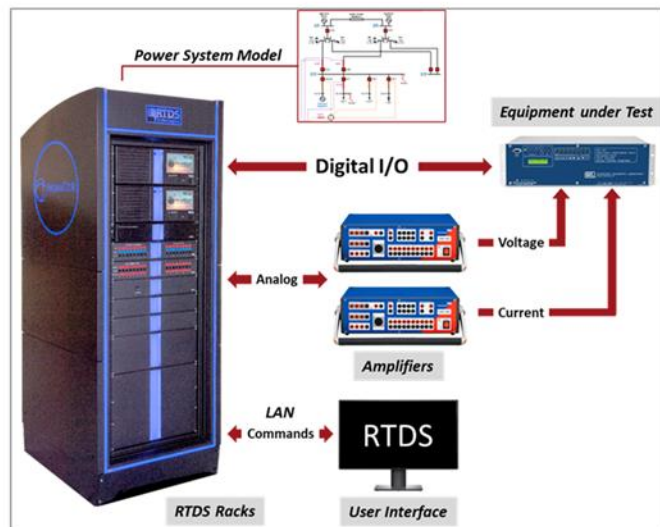 Power System Model
RTDS
Equipment under Test
Digital I/O
Voltage
Analog
Current
Amplifiers
LAN
Commands
RTDS
RTDS Racks
User Interface